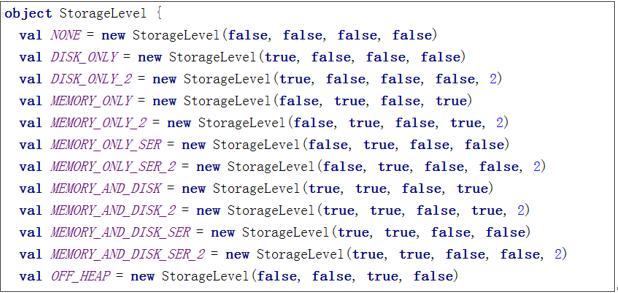 object StorageLevel {
val NONE = new StorageLevel(false, false, false, false)
val DISK_ONLY = new StorageLevel(true, false, false, false)
val DISK_ONLY_2 = new StorageLevel(true, false, false, false, 2)
val MEMORY_ONLY = new StorageLevel(false, true, false, true)
val MEMORY_ONLY_2 = new StorageLevel(false, true, false, true, 2)
val MEMORY_ONLY_SER = new StorageLevel(false, true, false, false)
val MEMORY_ONLY_SER_2 = new StorageLevel(false, true, false, false, 2)
val MEMORY_AND_DISK = new StorageLevel(true, true, false, true)
val MEMORY_AND_DISK_2 = new StorageLevel(true, true, false, true, 2)
val MEMORY_AND_DISK_SER = new StorageLevel(true, true, false, false)
val MEMORY_AND_DISK_SER_2 = new StorageLevel(true, true, false, false, 2)
val OFF_HEAP = new StorageLevel(false, false, true, false)